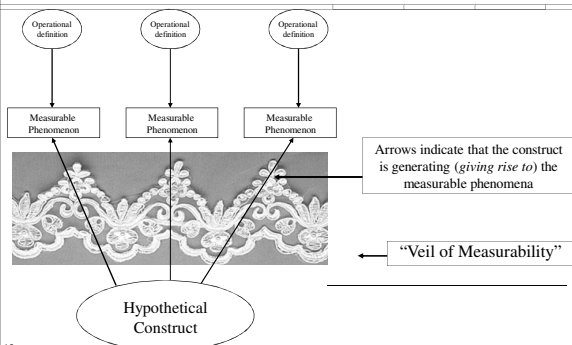 Operational
definition
Operational
definition
Operational
definition
Measurable
Phenomenon
Measurable
Phenomenon
Measurable
Phenomenon
Arrows indicate that the construct
is generating (giving rise to) the
measurable phenomena
“Veil of Measurability”
Hypothetical
Construct